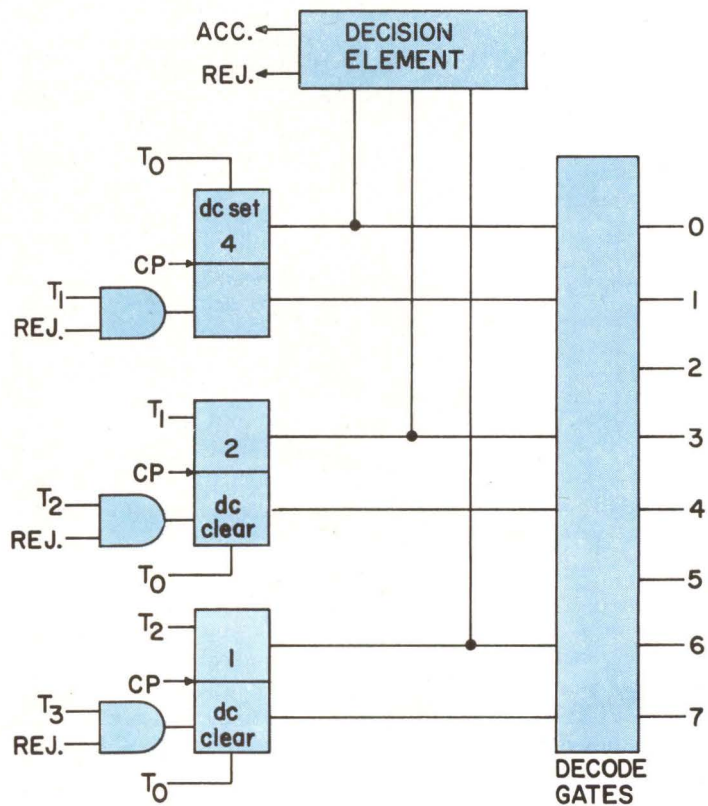 ACC.
REJ.
DECISION
ELEMENT
T0
dc set
4
CP
T1
REJ.
T1
2
CP
T2
REJ.
dc
clear
T0
T2
1
CP
T3
REJ.
dc
clear
T0
0
1
2
3
4
5
6
7
DECODE
GATES